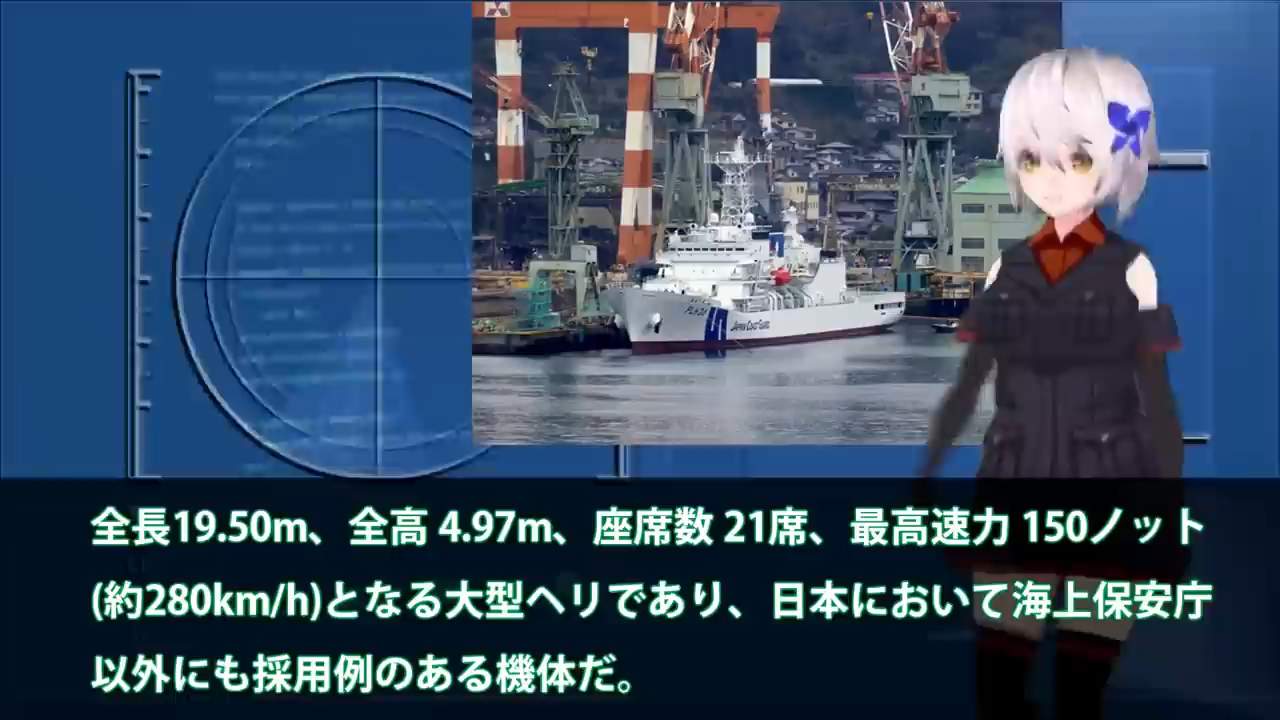 JAPAN COAST GUARD
全長19.50m、全高 4.97m、座席数 21席、最高速力 150ノット
(約280km/h)となる大型ヘリであり、日本において海上保安庁
以外にも採用例のある機体だ。